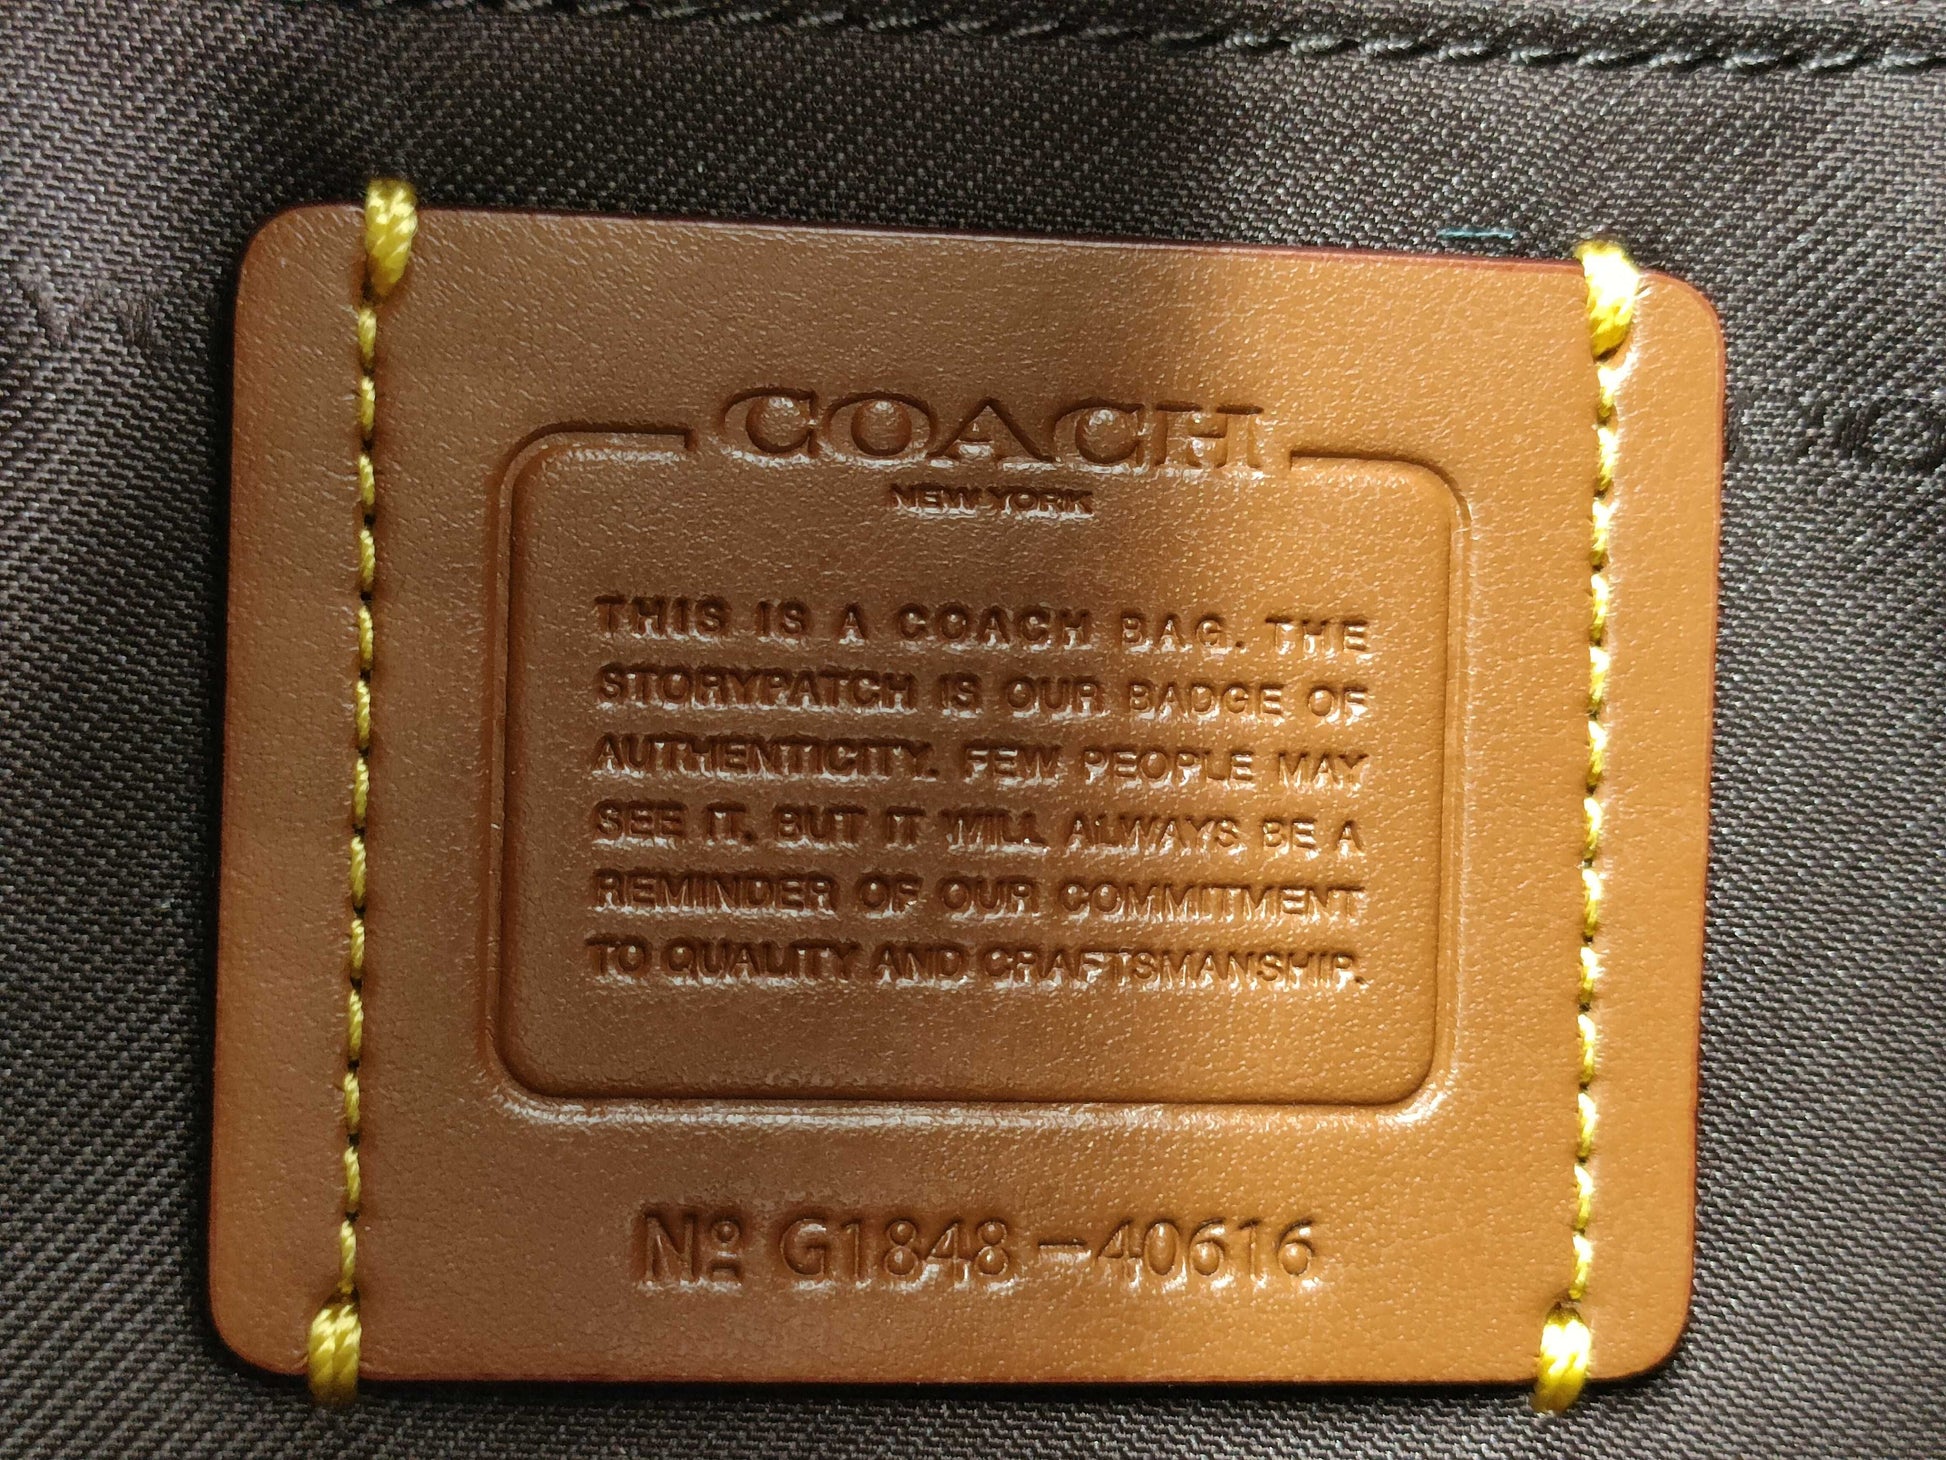 COACH
NEW YORK
THIS IS A COACH BAG. THE
STORYPATCH IS OUR BADGE OF
AUTHENTICITY. FEW PEOPLE MAY
SEE IT, BUT IT WILL ALWAYS BE A
REMINDER OF OUR COMMITMENT
TO QUALITY AND CRAFTSMANSHIP.
Nº G1848-40616